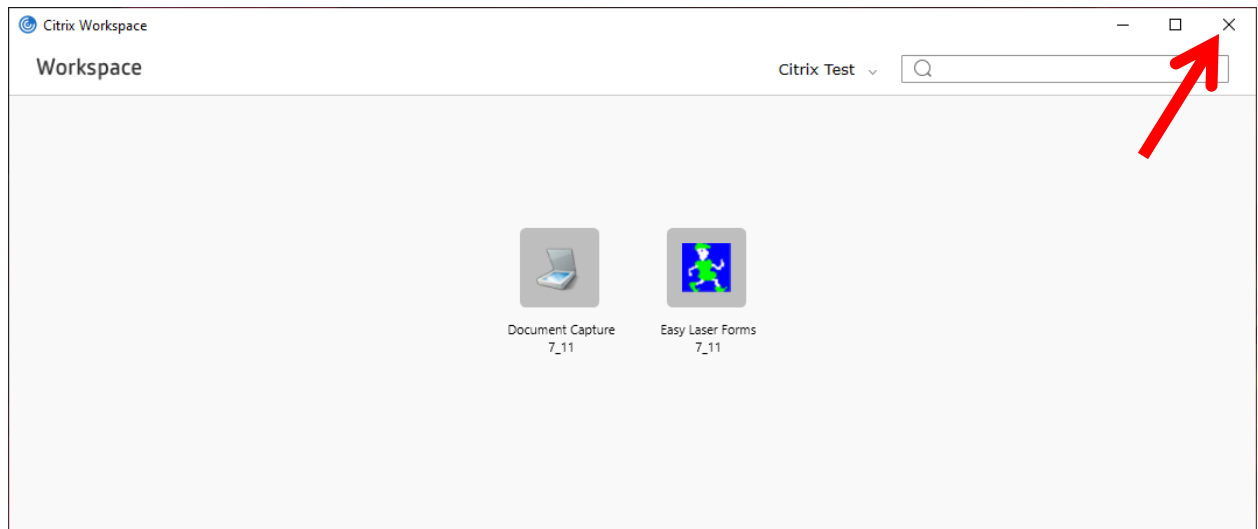 Citrix Workspace
Workspace
Citrix Test
Document Capture
7_11
Easy Laser Forms
7_11